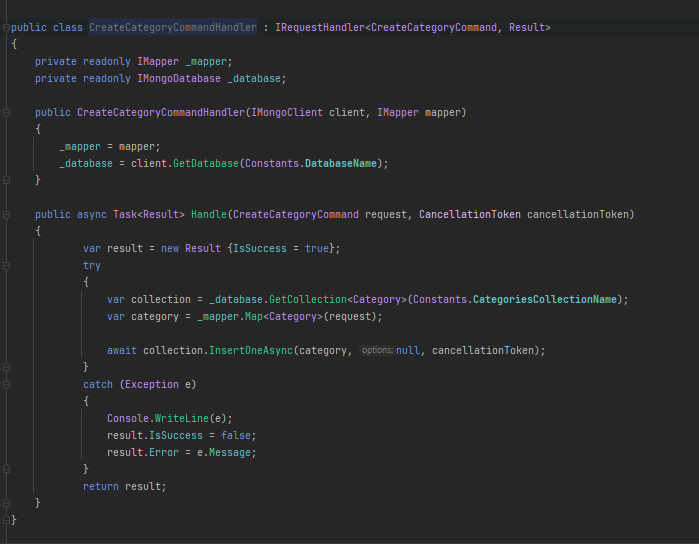 public class CreateCategoryCommandHandler : IRequestHandler<CreateCategoryCommand, Result>
{
    private readonly IMapper _mapper;
    private readonly IMongoDatabase _database;

    public CreateCategoryCommandHandler(IMongoClient client, IMapper mapper)
    {
        _mapper = mapper;
        _database = client.GetDatabase(Constants.DatabaseName);
    }

    public async Task<Result> Handle(CreateCategoryCommand request, CancellationToken cancellationToken)
    {
            var result = new Result {IsSuccess = true};
            try
            {
                var collection = _database.GetCollection<Category>(Constants.CategoriesCollectionName);
                var category = _mapper.Map<Category>(request);

                await collection.InsertOneAsync(category, options: null, cancellationToken);
            }
            catch (Exception e)
            {
                Console.WriteLine(e);
                result.IsSuccess = false;
                result.Error = e.Message;
            }
            return result;
    }
}